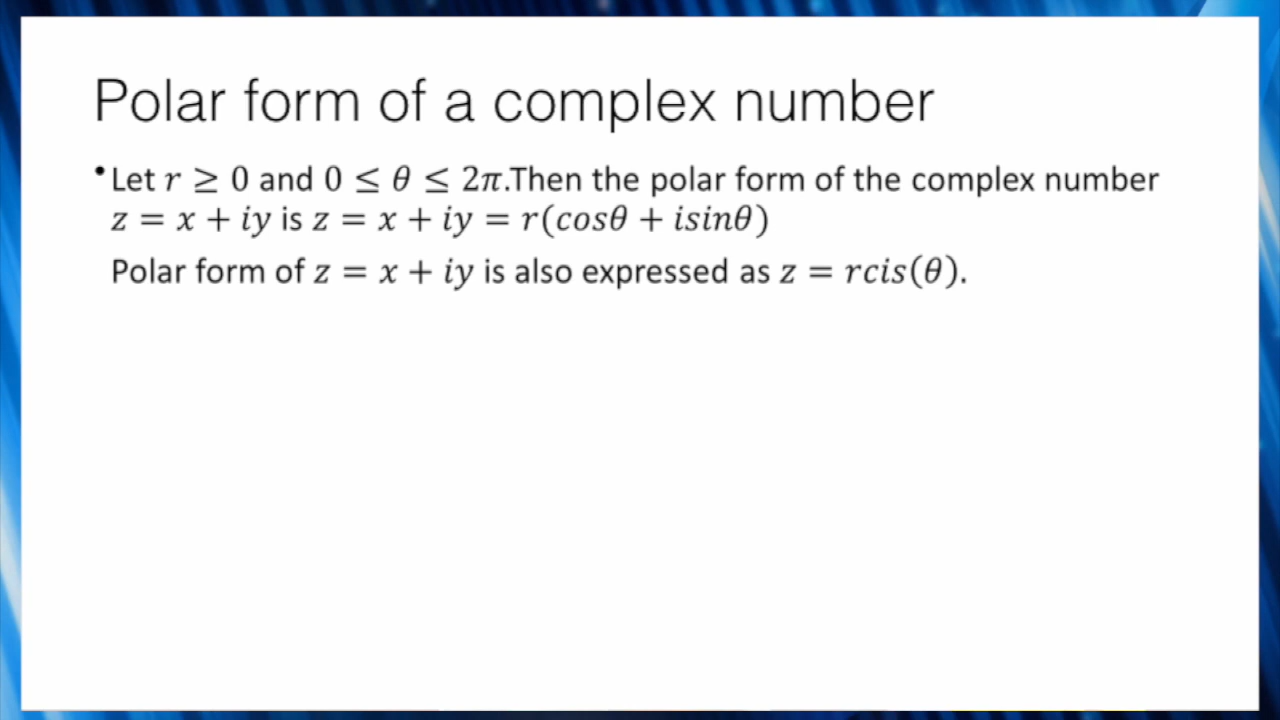 Polar form of a complex number
•Let r ≥ 0 and 0 ≤ θ ≤ 2π.Then the polar form of the complex number
z = x + iy is z = x + iy = r(cosθ + isinθ)
Polar form of z = x + iy is also expressed as z = rcis(θ).